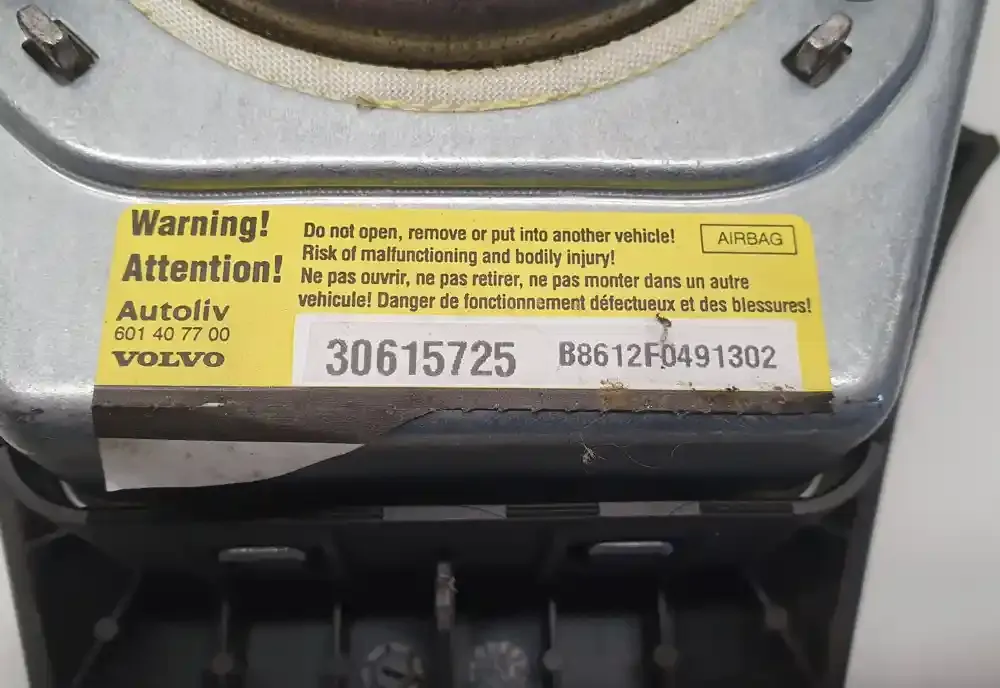 Warning!
Attention!
Autoliv
601 40 77 00
VOLVO
Do not open, remove or put into another vehicle!
Risk of malfunctioning and bodily injury!
Ne pas ouvrir, ne pas retirer, ne pas monter dans un autre
vehicule! Danger de fonctionnement défectueux et des blessures!
AIRBAG
30615725
B8612F0491302